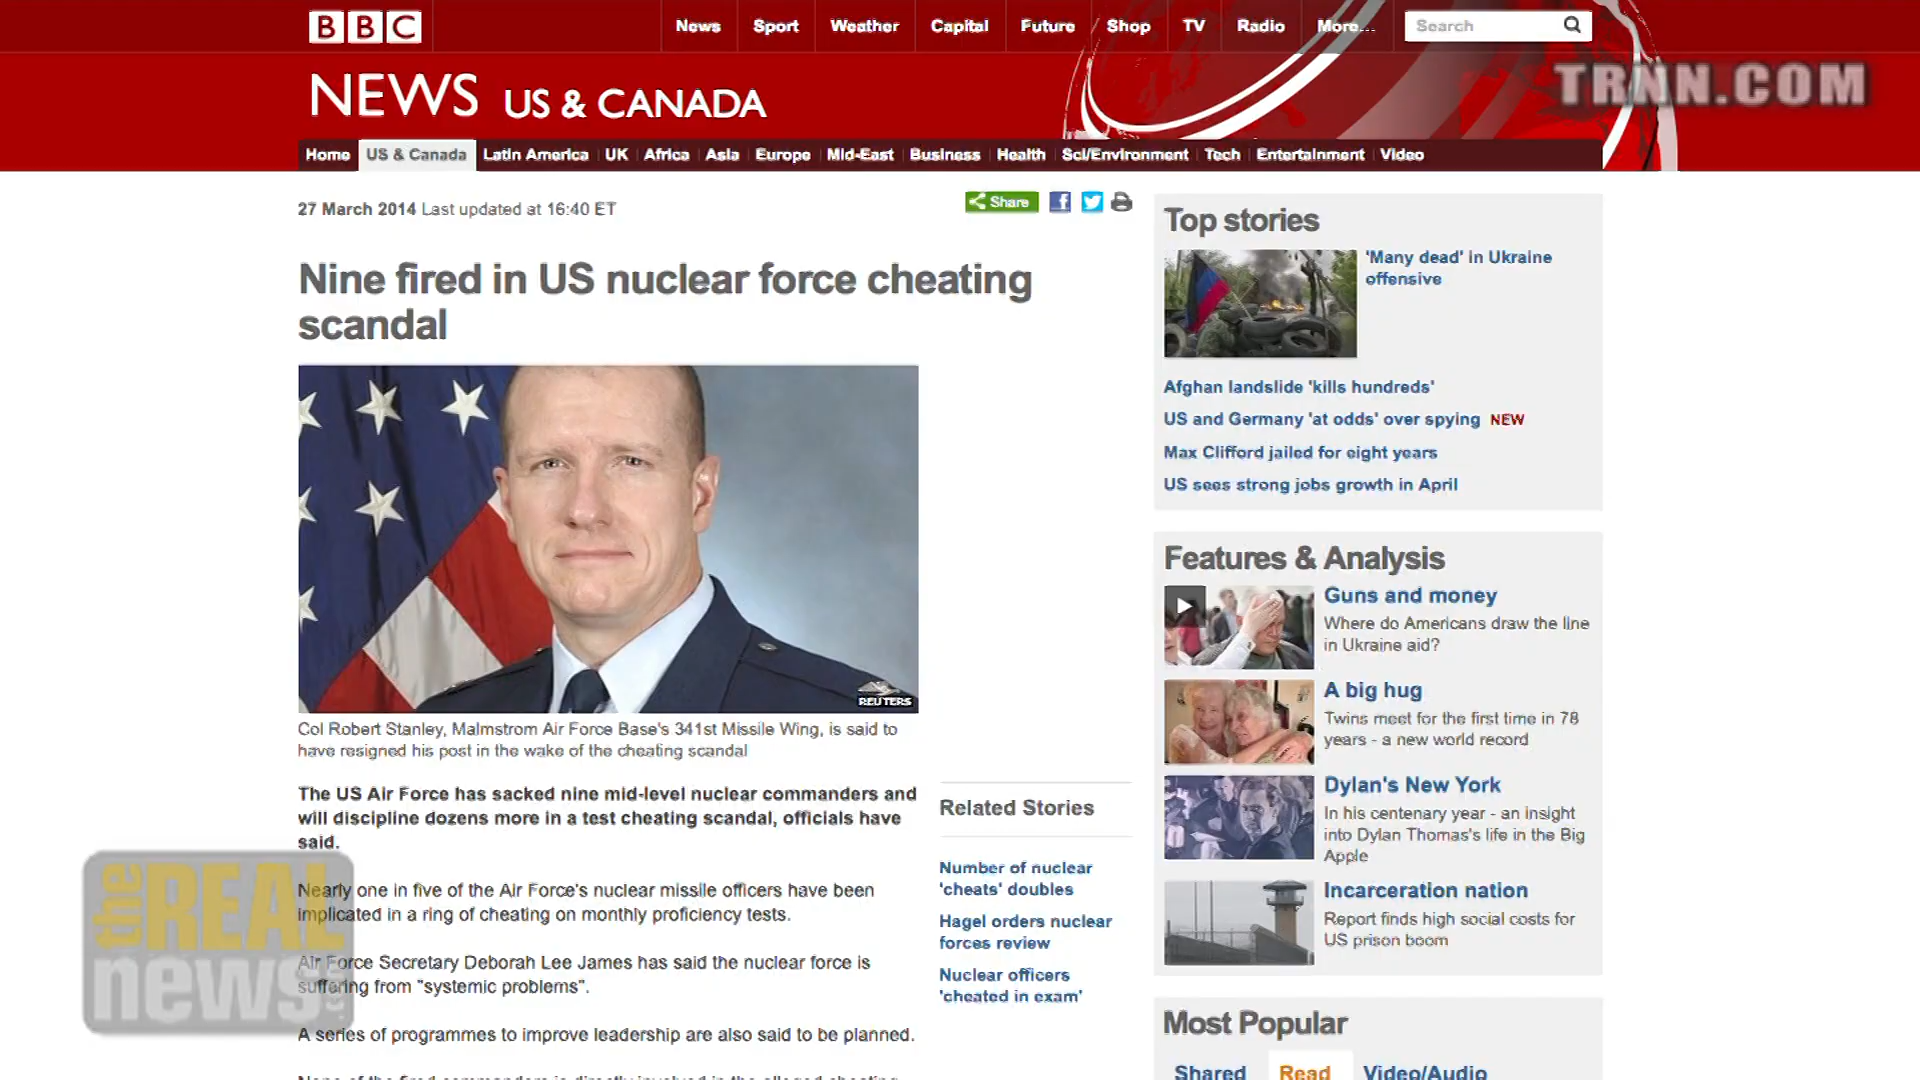 BBC
News Sport Weather Capital Future Shop TV Radio More... Search
TRNN.COM
NEWS US & CANADA
Home US & Canada Latin America UK Africa Asia Europe Mid-East Business Health Sci/Environment Tech Entertainment Video
27 March 2014 Last updated at 16:40 ET
Share
Nine fired in US nuclear force cheating
scandal
REUTERS
Col Robert Stanley, Malmstrom Air Force Base's 341st Missile Wing, is said to
have resigned his post in the wake of the cheating scandal
The US Air Force has sacked nine mid-level nuclear commanders and
will discipline dozens more in a test cheating scandal, officials have
said.
Nearly one in five of the Air Force's nuclear missile officers have been
implicated in a ring of cheating on monthly proficiency tests.
Air Force Secretary Deborah Lee James has said the nuclear force is
suffering from "systemic problems".
A series of programmes to improve leadership are also said to be planned.
the REAL
news
Related Stories
Number of nuclear
'cheats' doubles
Hagel orders nuclear
forces review
Nuclear officers
'cheated in exam'
Top stories
'Many dead' in Ukraine
offensive
Afghan landslide 'kills hundreds'
US and Germany 'at odds' over spying NEW
Max Clifford jailed for eight years
US sees strong jobs growth in April
Features & Analysis
Guns and money
Where do Americans draw the line
in Ukraine aid?
A big hug
Twins meet for the first time in 78
years - a new world record
Dylan's New York
In his centenary year - an insight
into Dylan Thomas's life in the Big
Apple
Incarceration nation
Report finds high social costs for
US prison boom
Most Popular
Shared Read Video/Audio